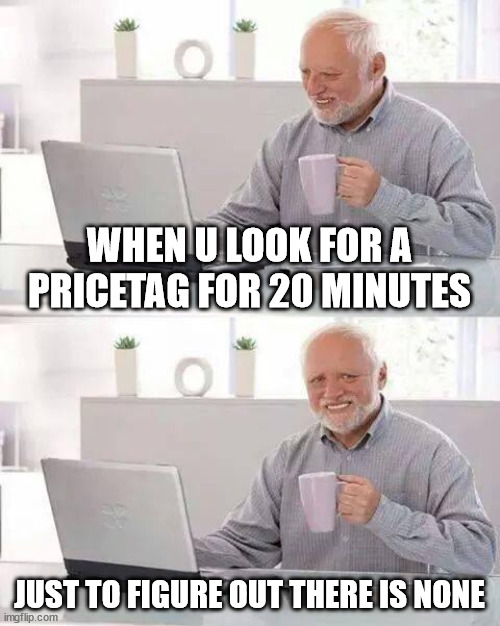 WHEN U LOOK FOR A
PRICETAG FOR 20 MINUTES
JUST TO FIGURE OUT THERE IS NONE
imgflip.com